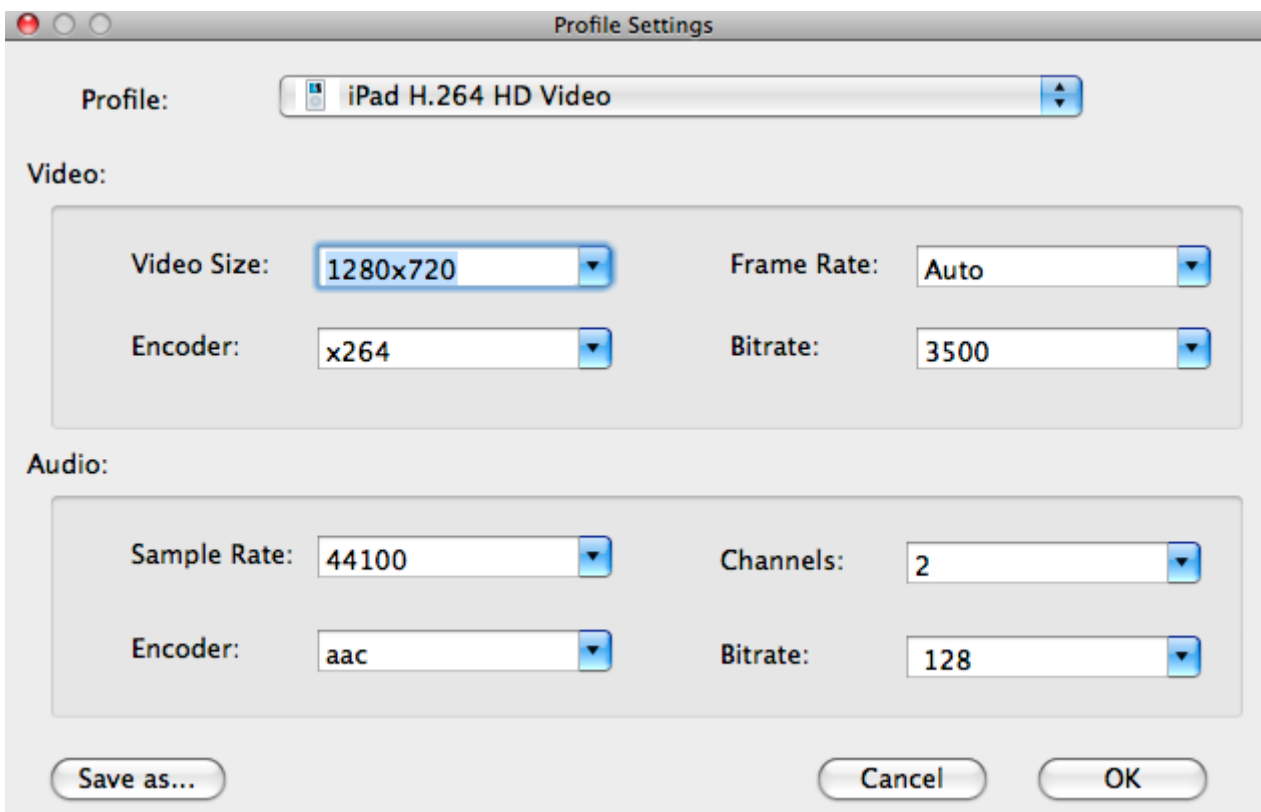 Profile Settings
Profile: iPad H.264 HD Video
Video:
Video Size: 1280x720 Frame Rate: Auto
Encoder: x264 Bitrate: 3500
Audio:
Sample Rate: 44100 Channels: 2
Encoder: aac Bitrate: 128
Save as... Cancel OK